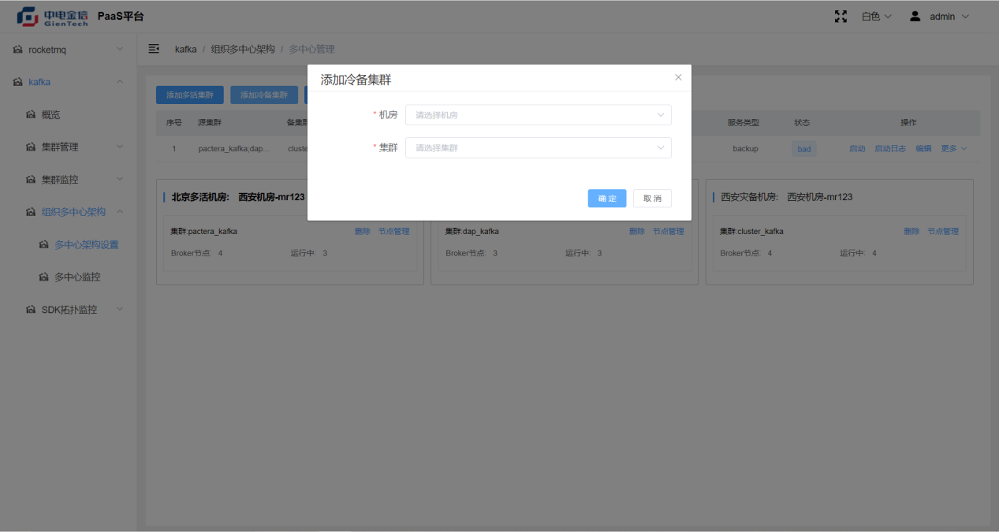 中电金信
GienTech
PaaS平台
白色
admin
rocketmq
kafka
概览
集群管理
集群监控
组织多中心架构
多中心架构设置
多中心监控
SDK拓扑监控
kafka / 组织多中心架构 / 多中心管理
添加多活集群 添加冷备集群
序号 源集群 备集群 服务类型 状态 操作
1 pactera_kafka;dap... cluste backup bad 启动 启动日志 编辑 更多
添加冷备集群
* 机房 请选择机房
* 集群 请选择集群
确 定 取 消
北京多活机房: 西安机房-mr123
集群:pactera_kafka 删除 节点管理
Broker节点: 4 运行中: 3
集群:dap_kafka 删除 节点管理
Broker节点: 3 运行中: 3
西安灾备机房: 西安机房-mr123
集群:cluster_kafka 删除 节点管理
Broker节点: 4 运行中: 4